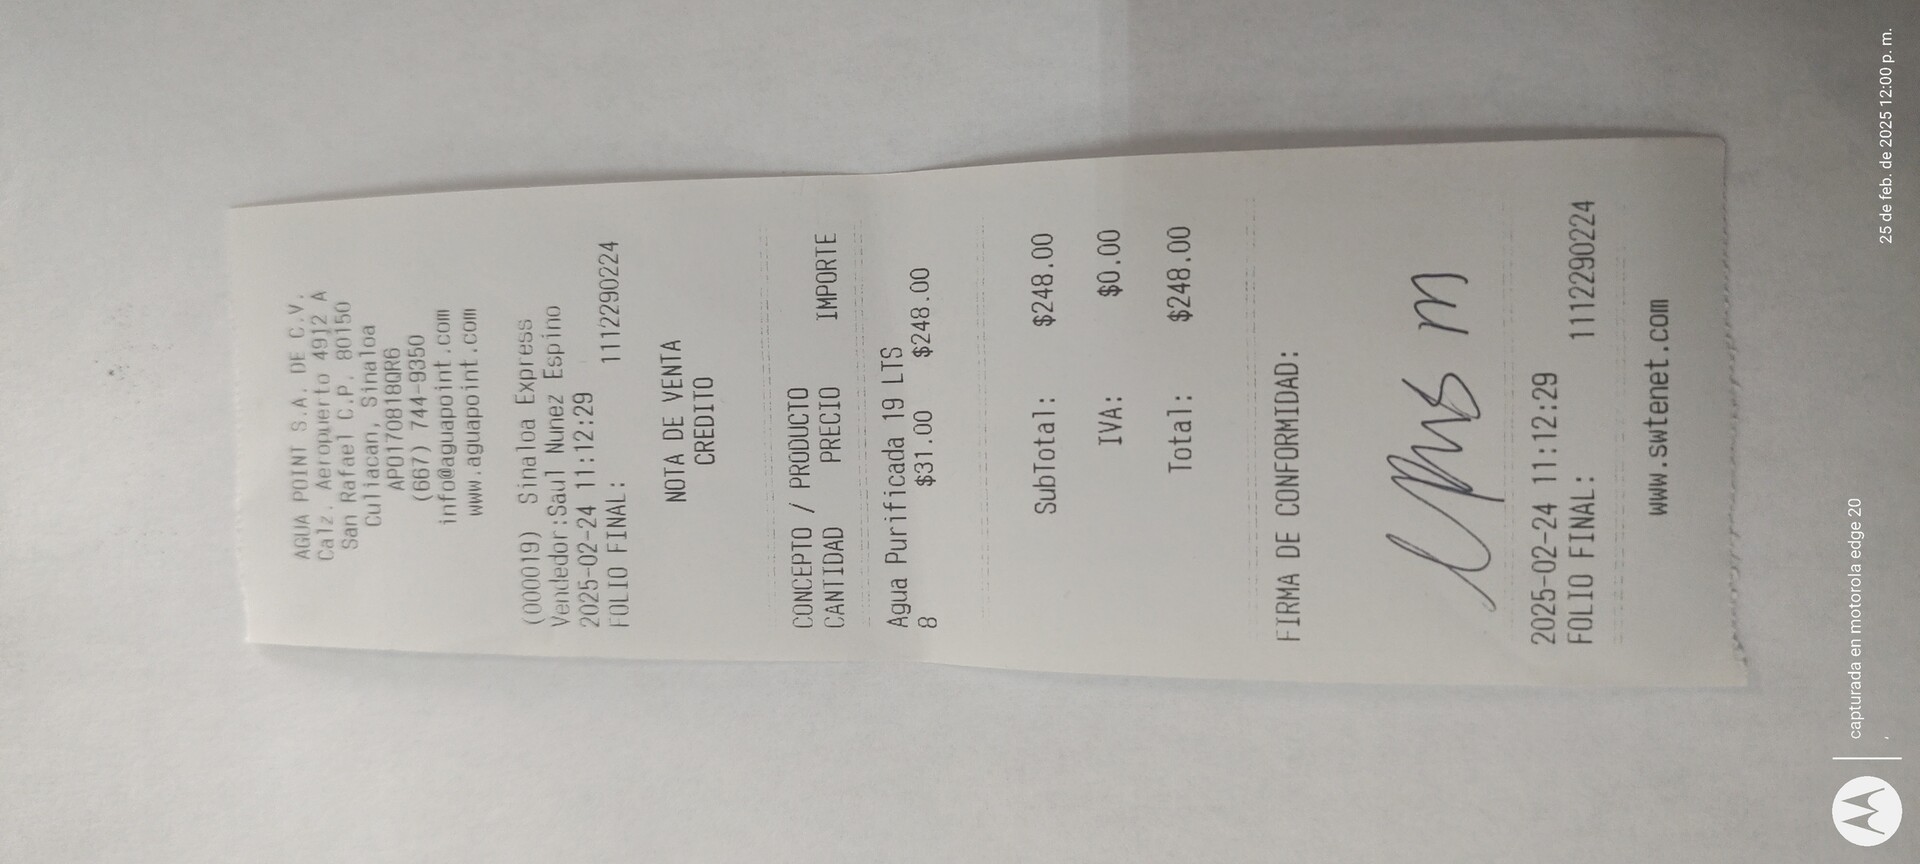 AGUA POINT S.A. DE C.V.
Calz. Aeropuerto 4912 A
San Rafael C.P. 80150
Culiacan, Sinaloa
APO170818QR6
(667) 744-9350
info@aguapoint.com
www.aguapoint.com
(000019) Sinaloa Express
Vendedor:Saul Nunez Espino
2025-02-24 11:12:29
FOLIO FINAL: 1112290224
NOTA DE VENTA
CREDITO
CONCEPTO / PRODUCTO
CANTIDAD PRECIO IMPORTE
Agua Purificada 19 LTS
8 $31.00 $248.00
SubTotal: $248.00
IVA: $0.00
Total: $248.00
FIRMA DE CONFORMIDAD:
2025-02-24 11:12:29
FOLIO FINAL: 1112290224
www.swtenet.com
capturada en motorola edge 20
25 de feb. de 2025 12:00 p. m.